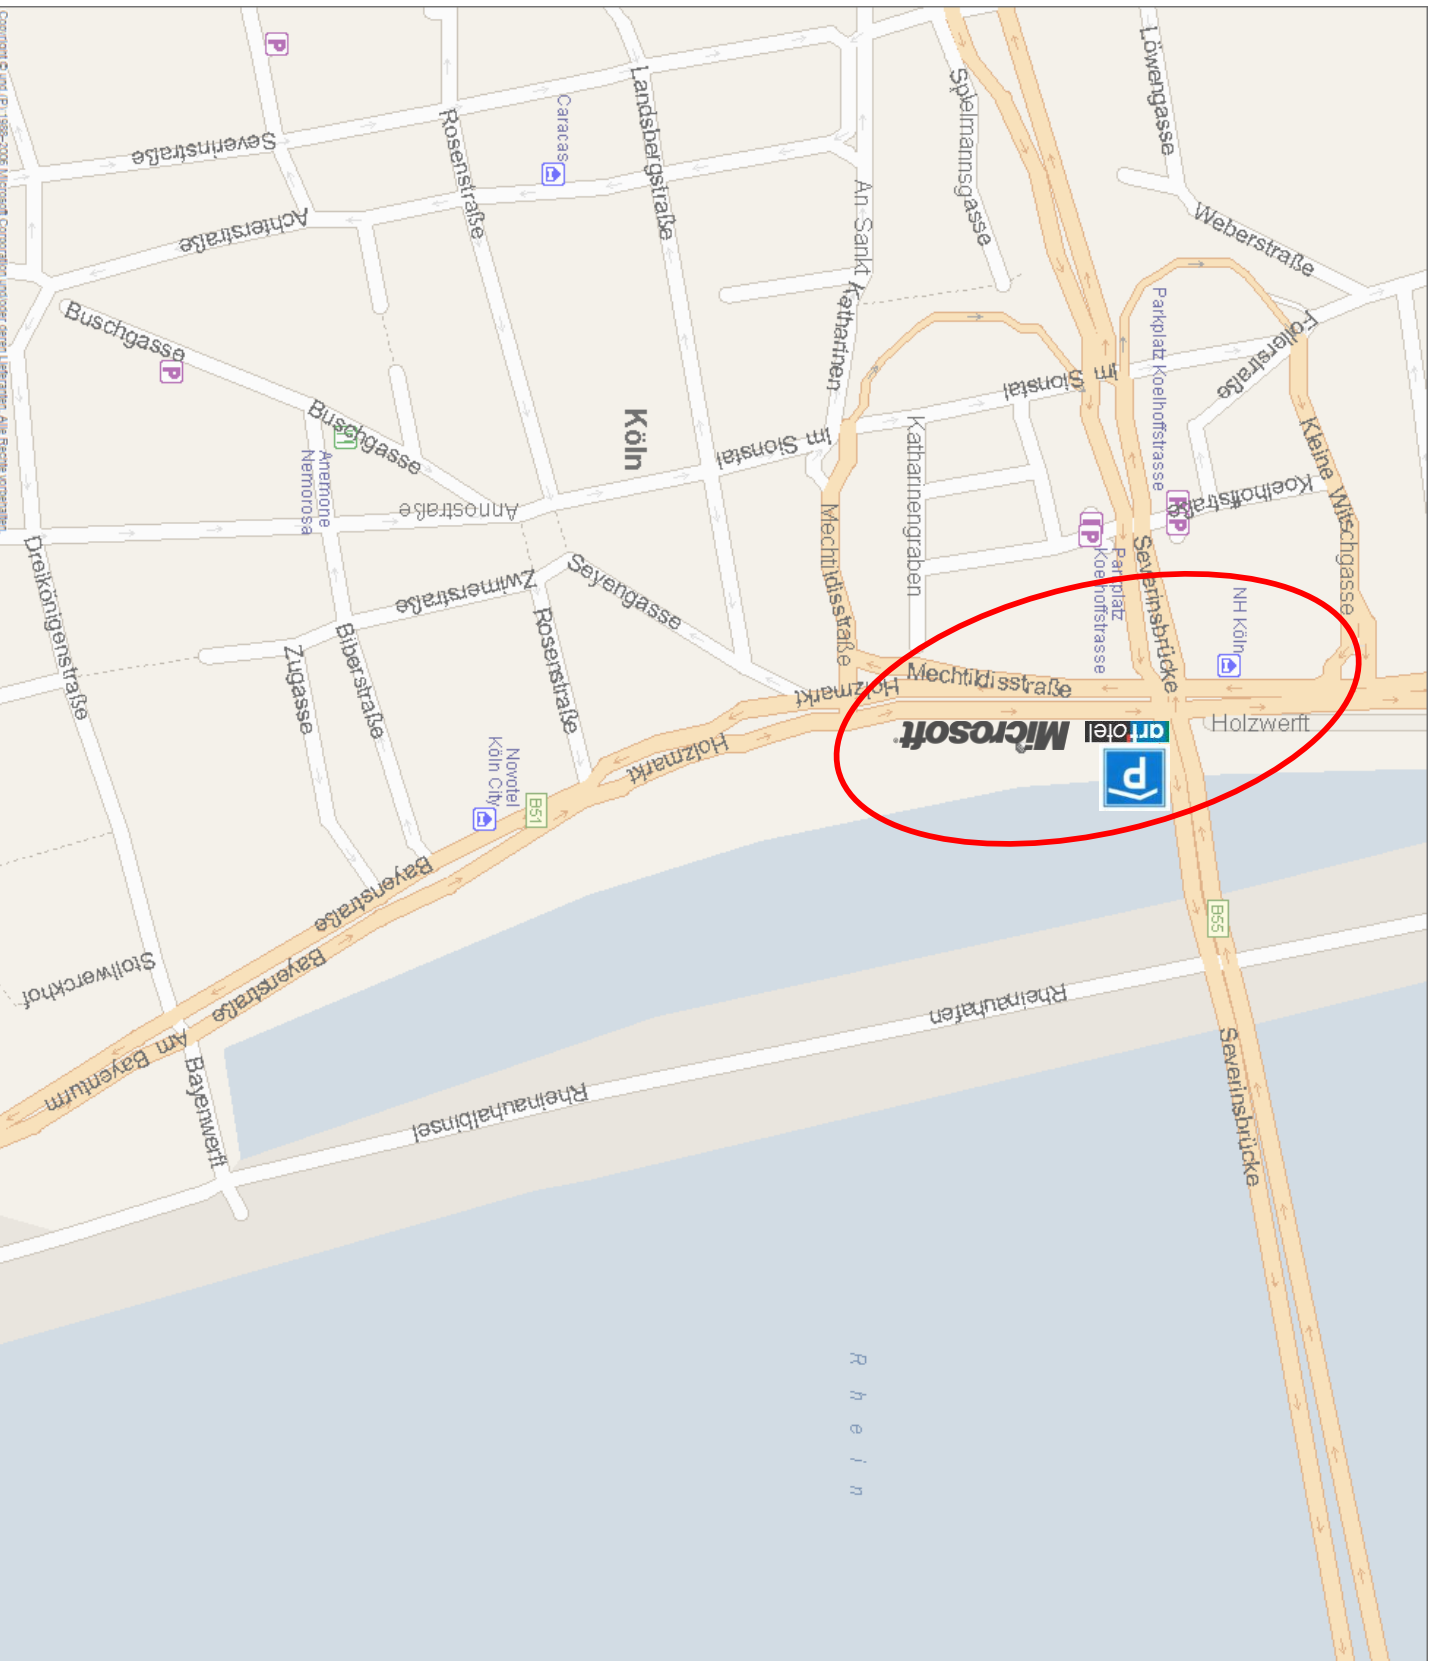 Löwengasse
Spielmannsgasse
Landsbergstraße
Caracas
Rosenstraße
Severinstraße
P
An Sankt Katharinen
Weberstraße
Achterstraße
Buschgasse
P
Follerstraße
Parkplatz Koelhoffstrasse
Im Sionstal
Köln
Buschgasse
Im Sionstal
Katharinengraben
Kleine Witschgasse
Anemone
Nemorosa
Annostraße
Koelhoffstraße
P
P
Mechtildisstraße
Severinsbrücke
Parkplatz
Koelhoffstrasse
Dreikönigenstraße
Zwirnerstraße
Seyengasse
Rosenstraße
Biberstraße
Zugasse
NH Köln
Mechtildisstraße
Holzmarkt
Holzwerft
Microsoft
art'otel
P
Holzmarkt
Novotel
Köln City
B51
Bayenstraße
B55
Bayenstraße
Stollwerckhof
Rheinauhafen
Am Bayenturm
Bayenwerft
Rheinauhalbinsel
Severinsbrücke
Rhein